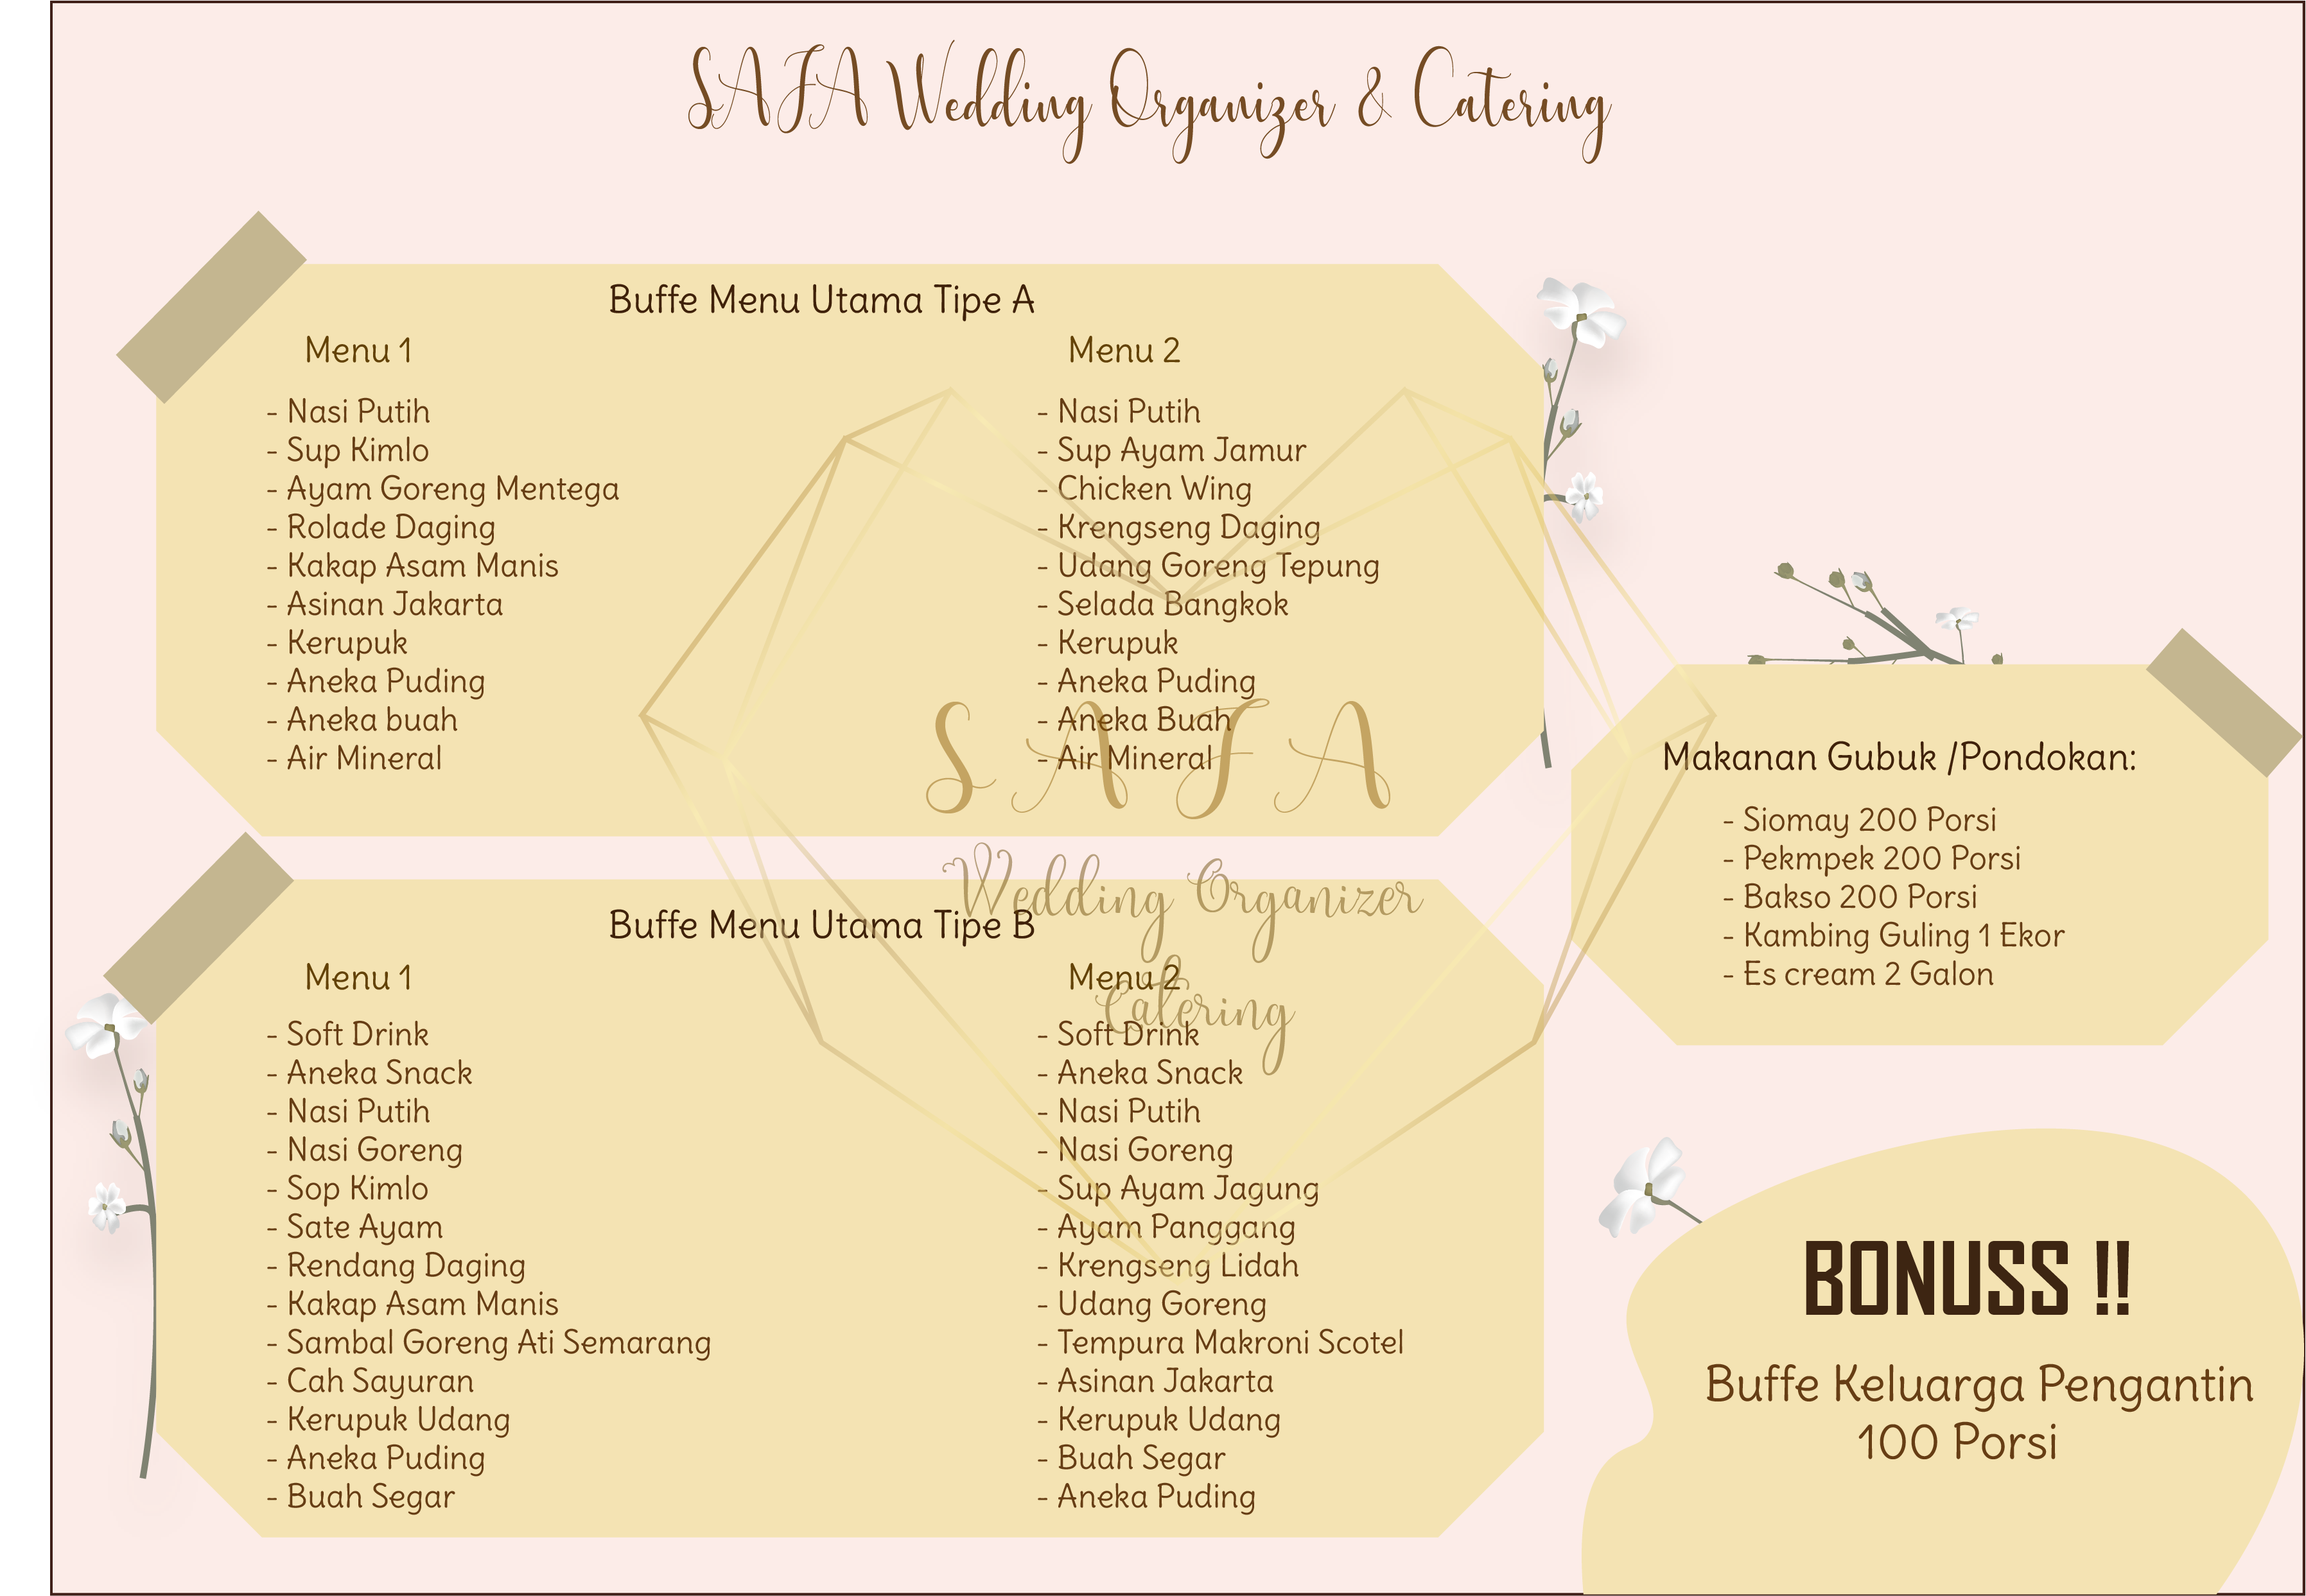 SAFA Wedding Organizer & Catering
Buffe Menu Utama Tipe A
Menu 1
- Nasi Putih
- Sup Kimlo
- Ayam Goreng Mentega
- Rolade Daging
- Kakap Asam Manis
- Asinan Jakarta
- Kerupuk
- Aneka Puding
- Aneka buah
- Air Mineral
Menu 2
- Nasi Putih
- Sup Ayam Jamur
- Chicken Wing
- Krengseng Daging
- Udang Goreng Tepung
- Selada Bangkok
- Kerupuk
- Aneka Puding
- Aneka Buah
- Air Mineral
SAFA
Wedding Organizer
Catering
Buffe Menu Utama Tipe B
Menu 1
- Soft Drink
- Aneka Snack
- Nasi Putih
- Nasi Goreng
- Sop Kimlo
- Sate Ayam
- Rendang Daging
- Kakap Asam Manis
- Sambal Goreng Ati Semarang
- Cah Sayuran
- Kerupuk Udang
- Aneka Puding
- Buah Segar
Menu 2
- Soft Drink
- Aneka Snack
- Nasi Putih
- Nasi Goreng
- Sup Ayam Jagung
- Ayam Panggang
- Krengseng Lidah
- Udang Goreng
- Tempura Makroni Scotel
- Asinan Jakarta
- Kerupuk Udang
- Buah Segar
- Aneka Puding
Makanan Gubuk /Pondokan:
- Siomay 200 Porsi
- Pekmpek 200 Porsi
- Bakso 200 Porsi
- Kambing Guling 1 Ekor
- Es cream 2 Galon
BONUSS !!
Buffe Keluarga Pengantin
100 Porsi